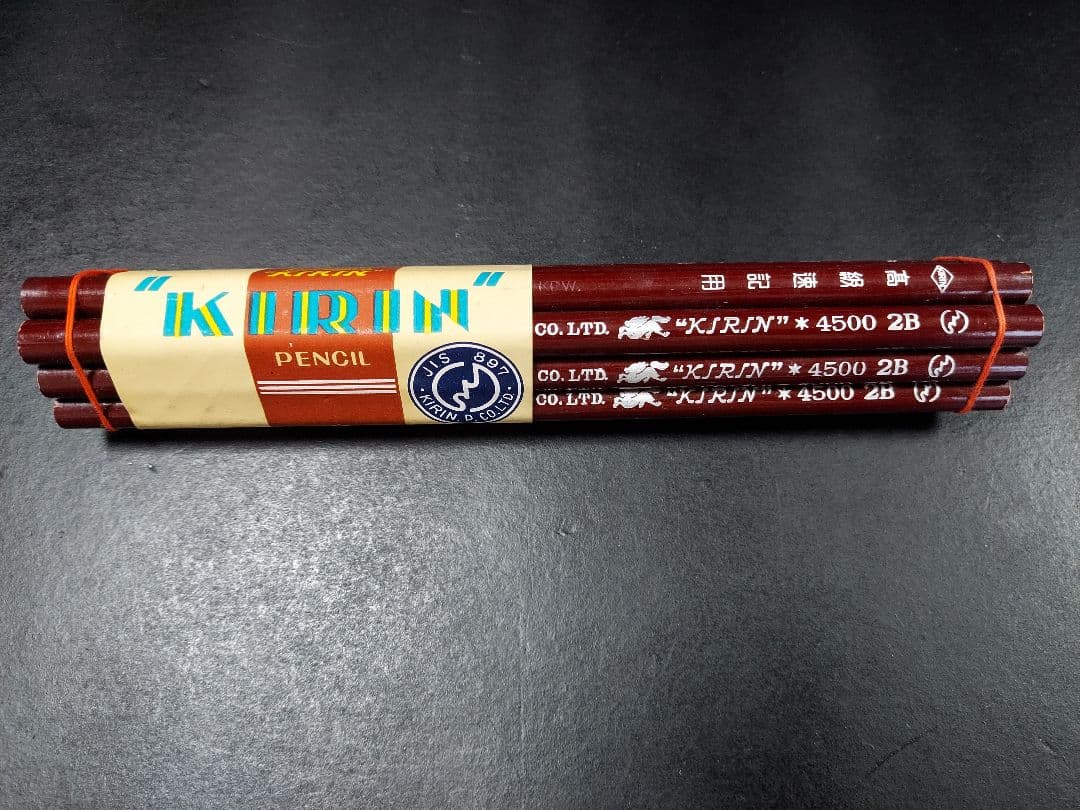 "KIRIN"
"KIRIN"
PENCIL
JIS 897
KIRIN. P. CO. LTD.
KPW.
高級速記用
CO. LTD. "KIRIN" * 4500 2B
CO. LTD. "KIRIN" * 4500 2B
CO. LTD. "KIRIN" * 4500 2B